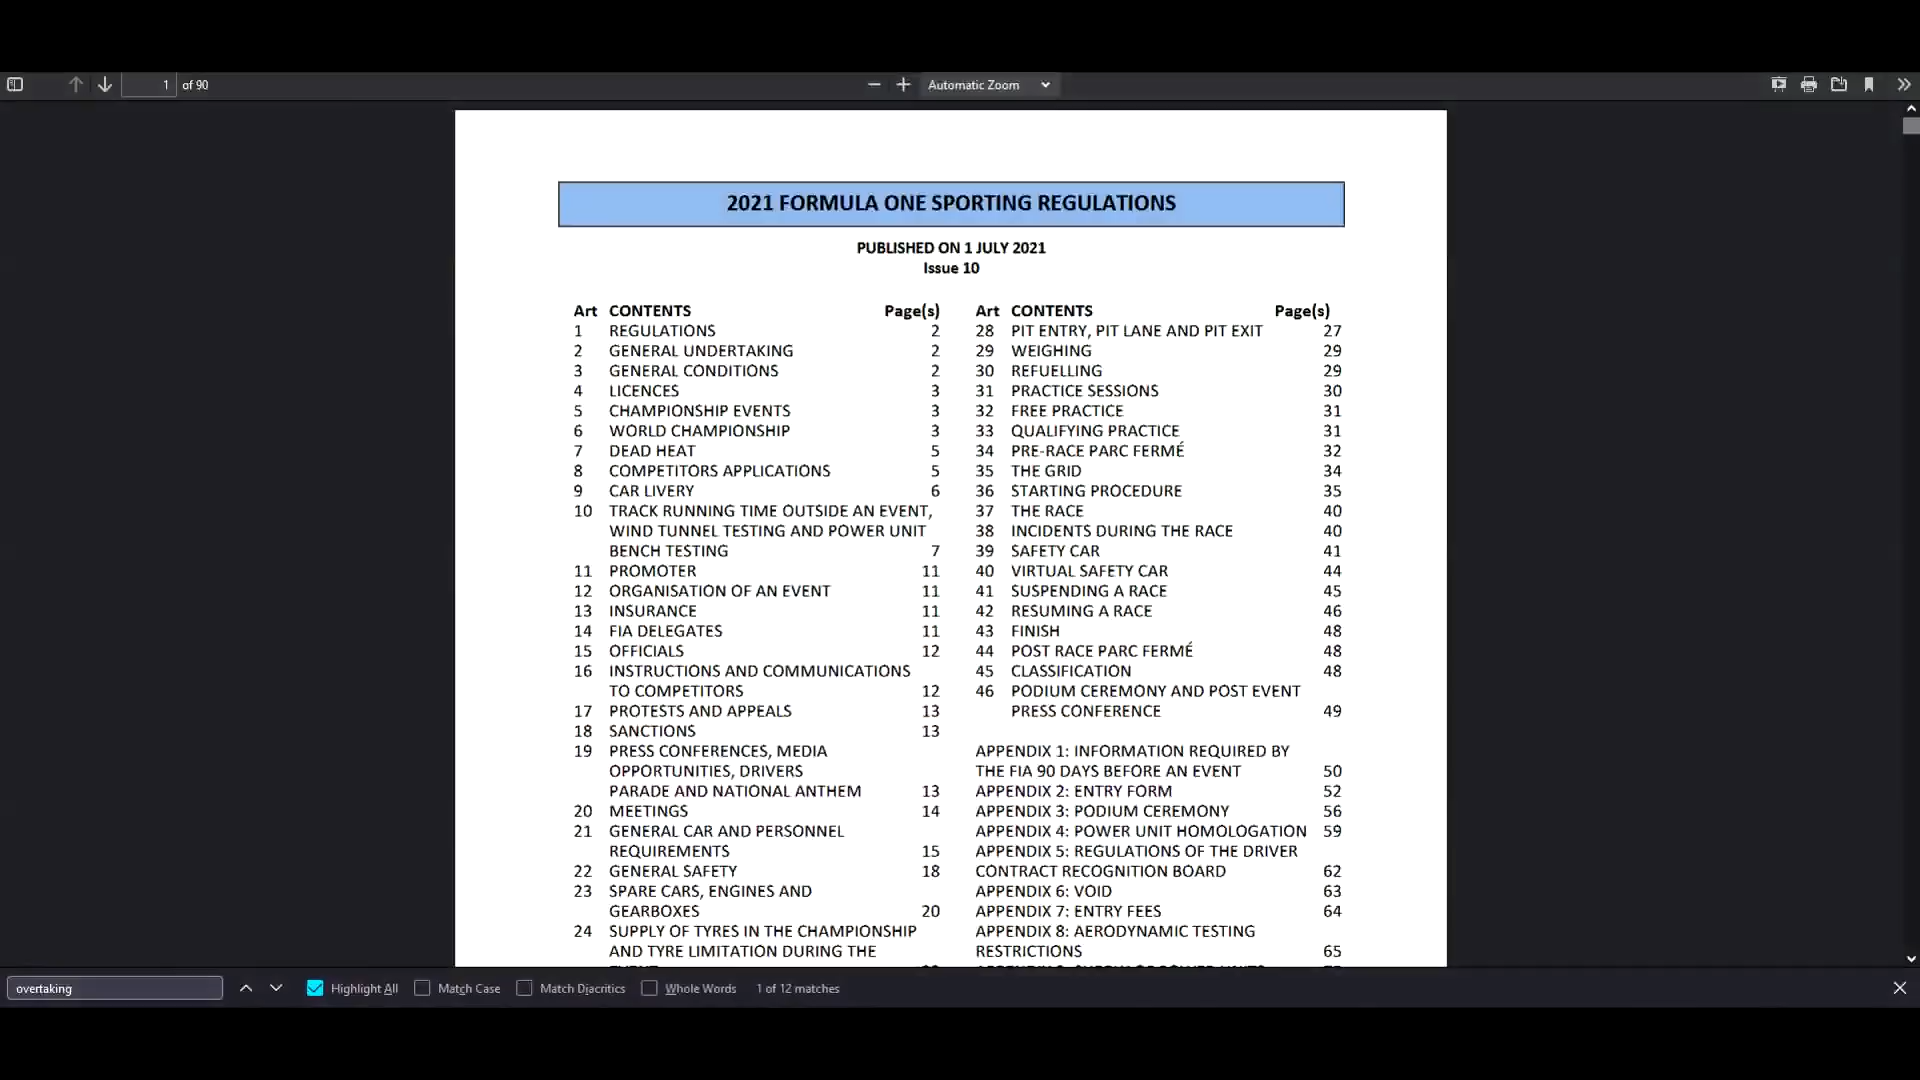 1 of 90
Automatic Zoom
2021 FORMULA ONE SPORTING REGULATIONS
PUBLISHED ON 1 JULY 2021
Issue 10
Art CONTENTS Page(s)
1 REGULATIONS 2
2 GENERAL UNDERTAKING 2
3 GENERAL CONDITIONS 2
4 LICENCES 3
5 CHAMPIONSHIP EVENTS 3
6 WORLD CHAMPIONSHIP 3
7 DEAD HEAT 5
8 COMPETITORS APPLICATIONS 5
9 CAR LIVERY 6
10 TRACK RUNNING TIME OUTSIDE AN EVENT,
WIND TUNNEL TESTING AND POWER UNIT
BENCH TESTING 7
11 PROMOTER 11
12 ORGANISATION OF AN EVENT 11
13 INSURANCE 11
14 FIA DELEGATES 11
15 OFFICIALS 12
16 INSTRUCTIONS AND COMMUNICATIONS
TO COMPETITORS 12
17 PROTESTS AND APPEALS 13
18 SANCTIONS 13
19 PRESS CONFERENCES, MEDIA
OPPORTUNITIES, DRIVERS
PARADE AND NATIONAL ANTHEM 13
20 MEETINGS 14
21 GENERAL CAR AND PERSONNEL
REQUIREMENTS 15
22 GENERAL SAFETY 18
23 SPARE CARS, ENGINES AND
GEARBOXES 20
24 SUPPLY OF TYRES IN THE CHAMPIONSHIP
AND TYRE LIMITATION DURING THE
Art CONTENTS Page(s)
28 PIT ENTRY, PIT LANE AND PIT EXIT 27
29 WEIGHING 29
30 REFUELLING 29
31 PRACTICE SESSIONS 30
32 FREE PRACTICE 31
33 QUALIFYING PRACTICE 31
34 PRE-RACE PARC FERMÉ 32
35 THE GRID 34
36 STARTING PROCEDURE 35
37 THE RACE 40
38 INCIDENTS DURING THE RACE 40
39 SAFETY CAR 41
40 VIRTUAL SAFETY CAR 44
41 SUSPENDING A RACE 45
42 RESUMING A RACE 46
43 FINISH 48
44 POST RACE PARC FERMÉ 48
45 CLASSIFICATION 48
46 PODIUM CEREMONY AND POST EVENT
PRESS CONFERENCE 49
APPENDIX 1: INFORMATION REQUIRED BY
THE FIA 90 DAYS BEFORE AN EVENT 50
APPENDIX 2: ENTRY FORM 52
APPENDIX 3: PODIUM CEREMONY 56
APPENDIX 4: POWER UNIT HOMOLOGATION 59
APPENDIX 5: REGULATIONS OF THE DRIVER
CONTRACT RECOGNITION BOARD 62
APPENDIX 6: VOID 63
APPENDIX 7: ENTRY FEES 64
APPENDIX 8: AERODYNAMIC TESTING
RESTRICTIONS 65
overtaking Highlight All Match Case Match Diacritics Whole Words 1 of 12 matches